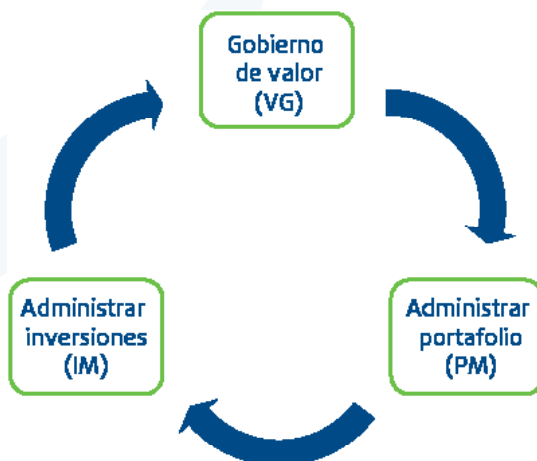 Gobierno
de valor
(VG)
Administrar
inversiones
(IM)
Administrar
portafolio
(PM)